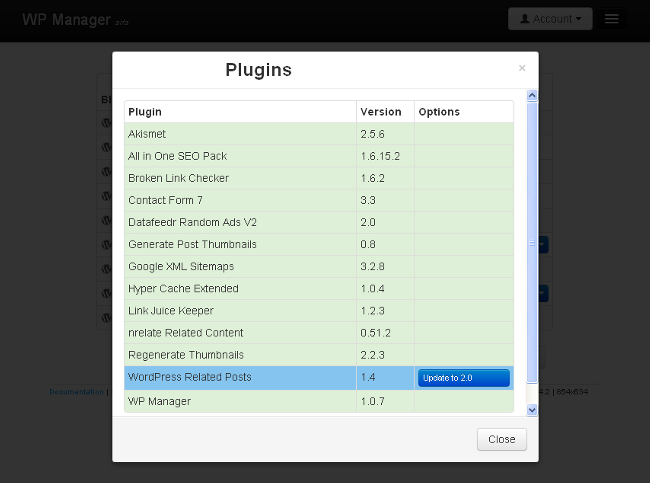 WP Manager
Account
Plugins
×
Plugin Version Options
Akismet 2.5.6
All in One SEO Pack 1.6.15.2
Broken Link Checker 1.6.2
Contact Form 7 3.3
Datafeedr Random Ads V2 2.0
Generate Post Thumbnails 0.8
Google XML Sitemaps 3.2.8
Hyper Cache Extended 1.0.4
Link Juice Keeper 1.2.3
nrelate Related Content 0.51.2
Regenerate Thumbnails 2.2.3
WordPress Related Posts 1.4 Update to 2.0
WP Manager 1.0.7
Documentation |
| 854x634
Close